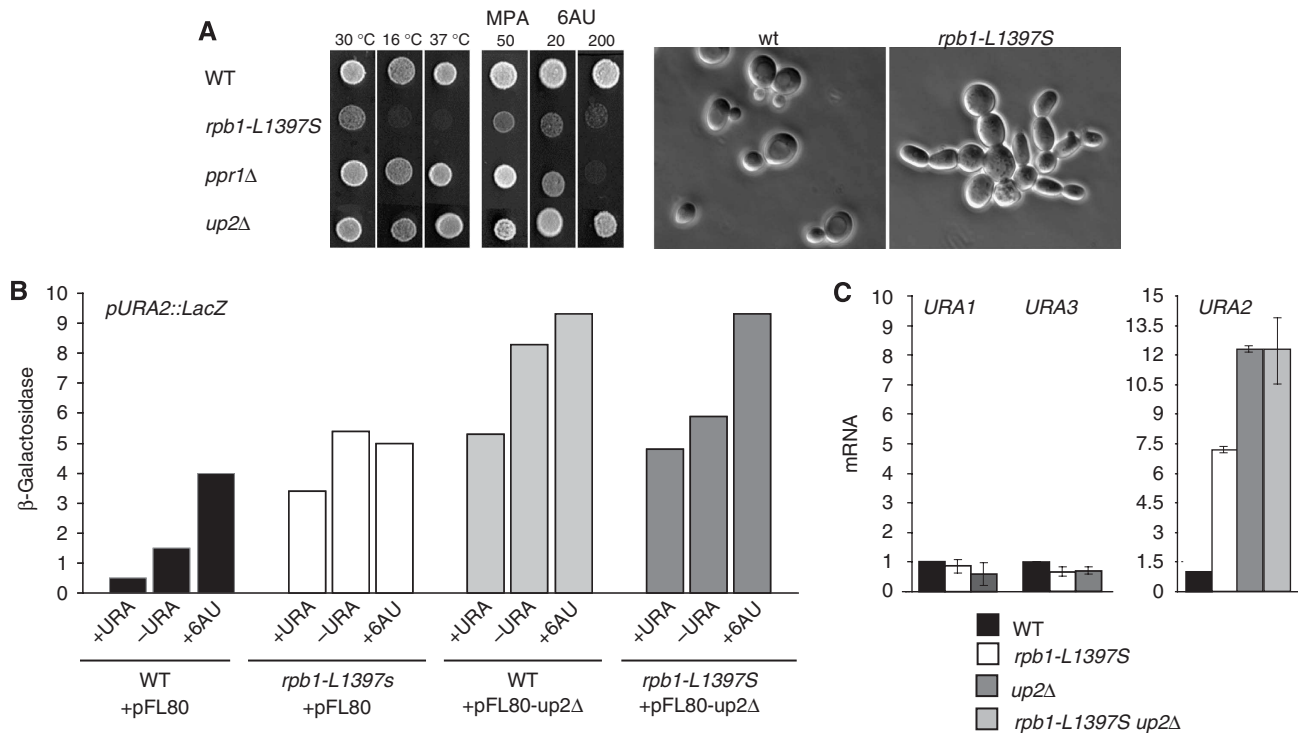 A
MPA 6AU
30 °C 16 °C 37 °C 50 20 200
WT
rpb1-L1397S
ppr1Δ
up2Δ
wt rpb1-L1397S
B
pURA2::LacZ
β-Galactosidase
10
9
8
7
6
5
4
3
2
1
0
+URA –URA +6AU +URA –URA +6AU +URA –URA +6AU +URA –URA +6AU
WT rpb1-L1397s WT rpb1-L1397S
+pFL80 +pFL80 +pFL80-up2Δ +pFL80-up2Δ
C
URA1 URA3 URA2
mRNA
10
9
8
7
6
5
4
3
2
1
0
15
13.5
12
10.5
9
7.5
6
4.5
3
1.5
0
WT
rpb1-L1397S
up2Δ
rpb1-L1397S up2Δ